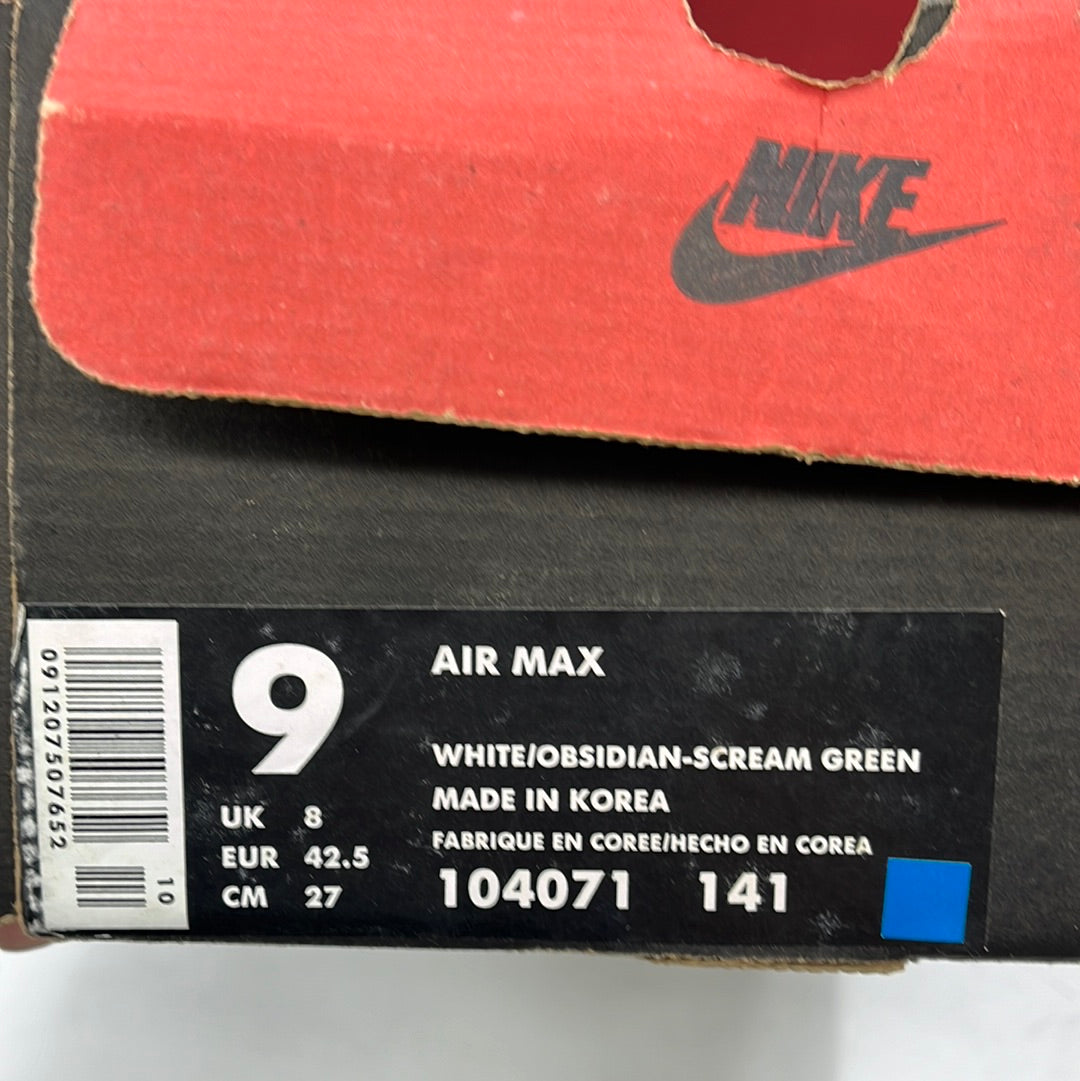 NIKE
AIR MAX
9
WHITE/OBSIDIAN-SCREAM GREEN
MADE IN KOREA
FABRIQUE EN COREE/HECHO EN COREA
UK 8
EUR 42.5
CM 27
104071 141
091207507652
10